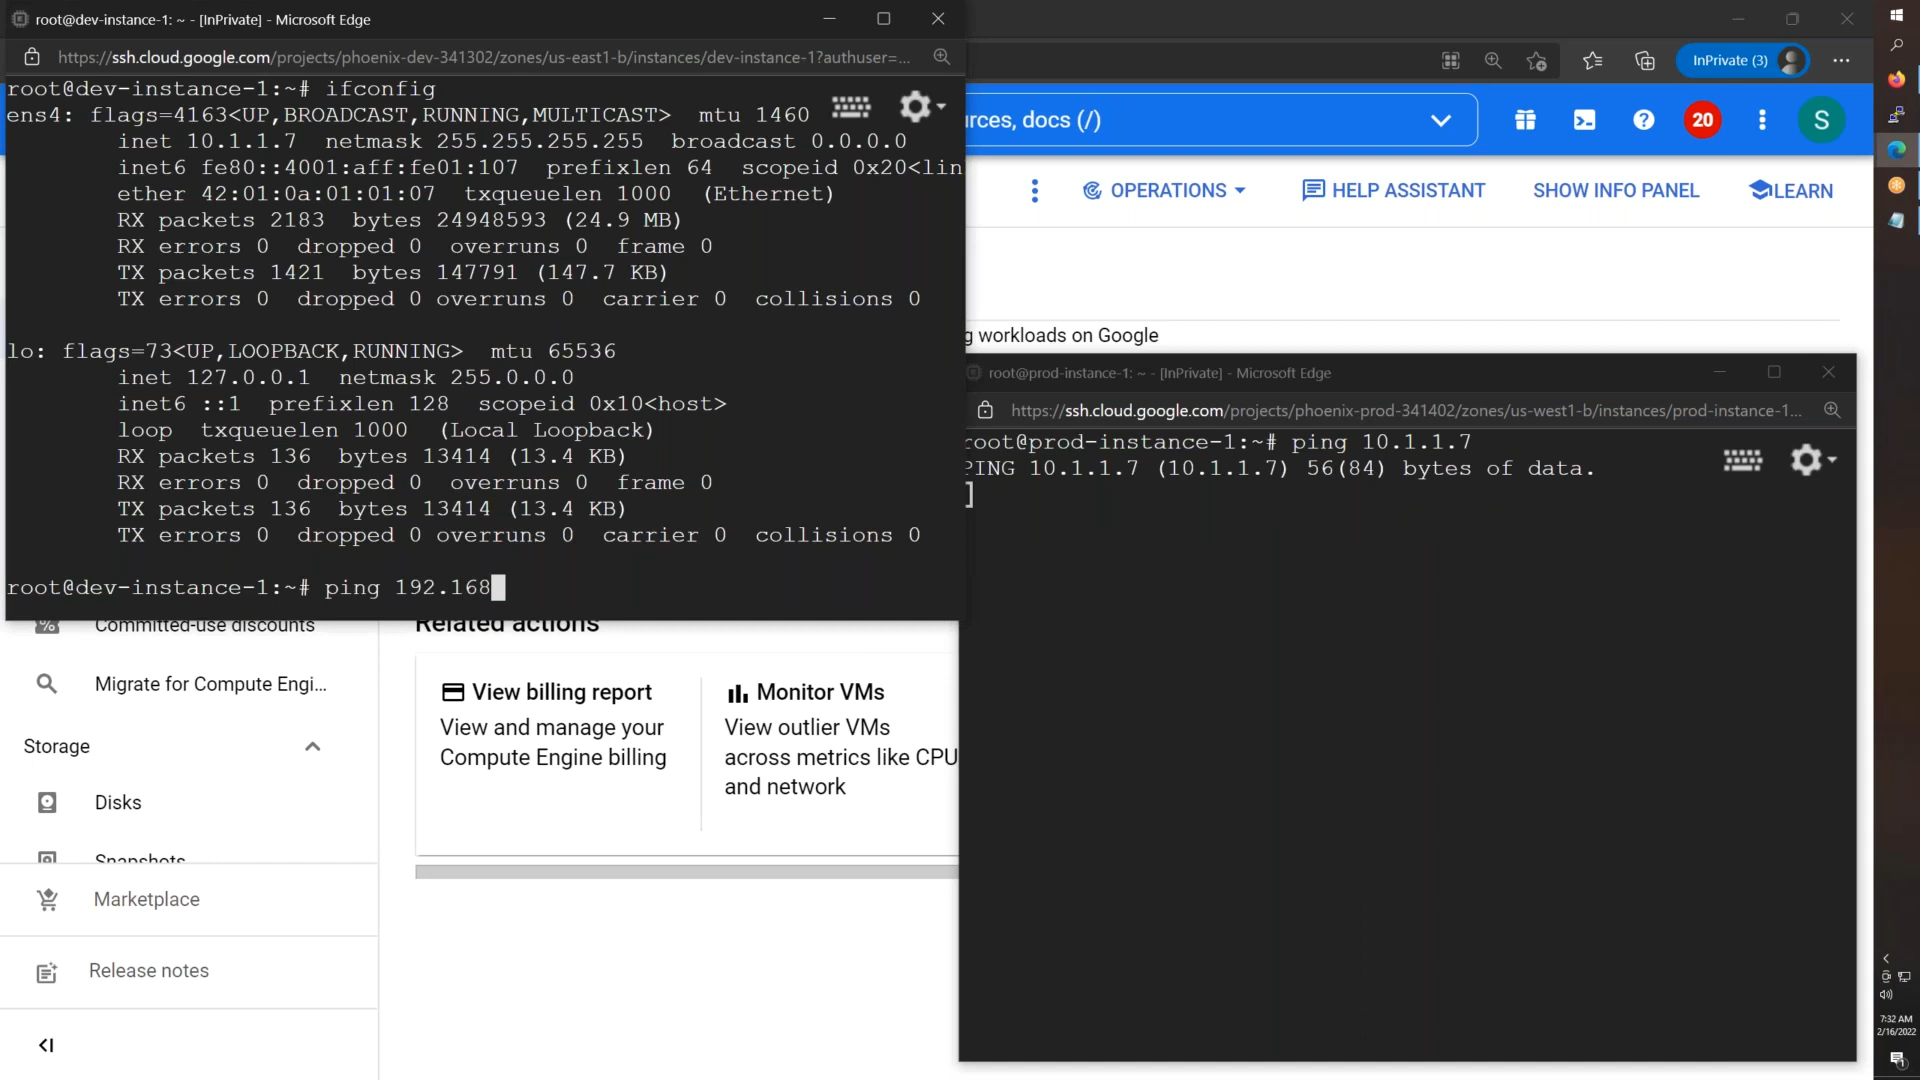 root@dev-instance-1: ~ - [InPrivate] - Microsoft Edge
https://ssh.cloud.google.com/projects/phoenix-dev-341302/zones/us-east1-b/instances/dev-instance-1?authuser=...
root@dev-instance-1:~# ifconfig
ens4: flags=4163<UP,BROADCAST,RUNNING,MULTICAST>  mtu 1460
inet 10.1.1.7  netmask 255.255.255.255  broadcast 0.0.0.0
inet6 fe80::4001:aff:fe01:107  prefixlen 64  scopeid 0x20<lin
ether 42:01:0a:01:01:07  txqueuelen 1000  (Ethernet)
RX packets 2183  bytes 24948593 (24.9 MB)
RX errors 0  dropped 0  overruns 0  frame 0
TX packets 1421  bytes 147791 (147.7 KB)
TX errors 0  dropped 0 overruns 0  carrier 0  collisions 0
lo: flags=73<UP,LOOPBACK,RUNNING>  mtu 65536
inet 127.0.0.1  netmask 255.0.0.0
inet6 ::1  prefixlen 128  scopeid 0x10<host>
loop  txqueuelen 1000  (Local Loopback)
RX packets 136  bytes 13414 (13.4 KB)
RX errors 0  dropped 0  overruns 0  frame 0
TX packets 136  bytes 13414 (13.4 KB)
TX errors 0  dropped 0 overruns 0  carrier 0  collisions 0
root@dev-instance-1:~# ping 192.168
InPrivate (3)
urces, docs (/)
20
S
OPERATIONS
HELP ASSISTANT
SHOW INFO PANEL
LEARN
g workloads on Google
root@prod-instance-1: ~ - [InPrivate] - Microsoft Edge
https://ssh.cloud.google.com/projects/phoenix-prod-341402/zones/us-west1-b/instances/prod-instance-1...
root@prod-instance-1:~# ping 10.1.1.7
PING 10.1.1.7 (10.1.1.7) 56(84) bytes of data.
Committed-use discounts
Migrate for Compute Engi...
Storage
Disks
Snapshots
Marketplace
Release notes
Related actions
View billing report
View and manage your
Compute Engine billing
Monitor VMs
View outlier VMs
across metrics like CPU
and network
7:32 AM
2/16/2022
1